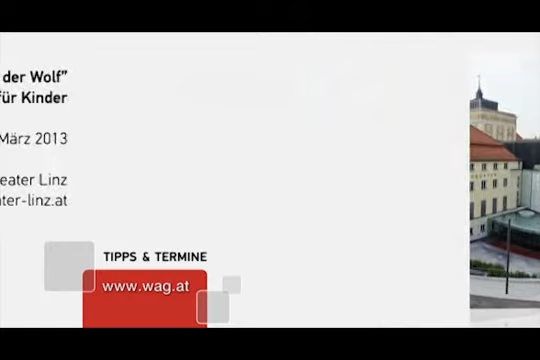 der Wolf”
für Kinder
März 2013
eater Linz
ter-linz.at
TIPPS & TERMINE
www.wag.at